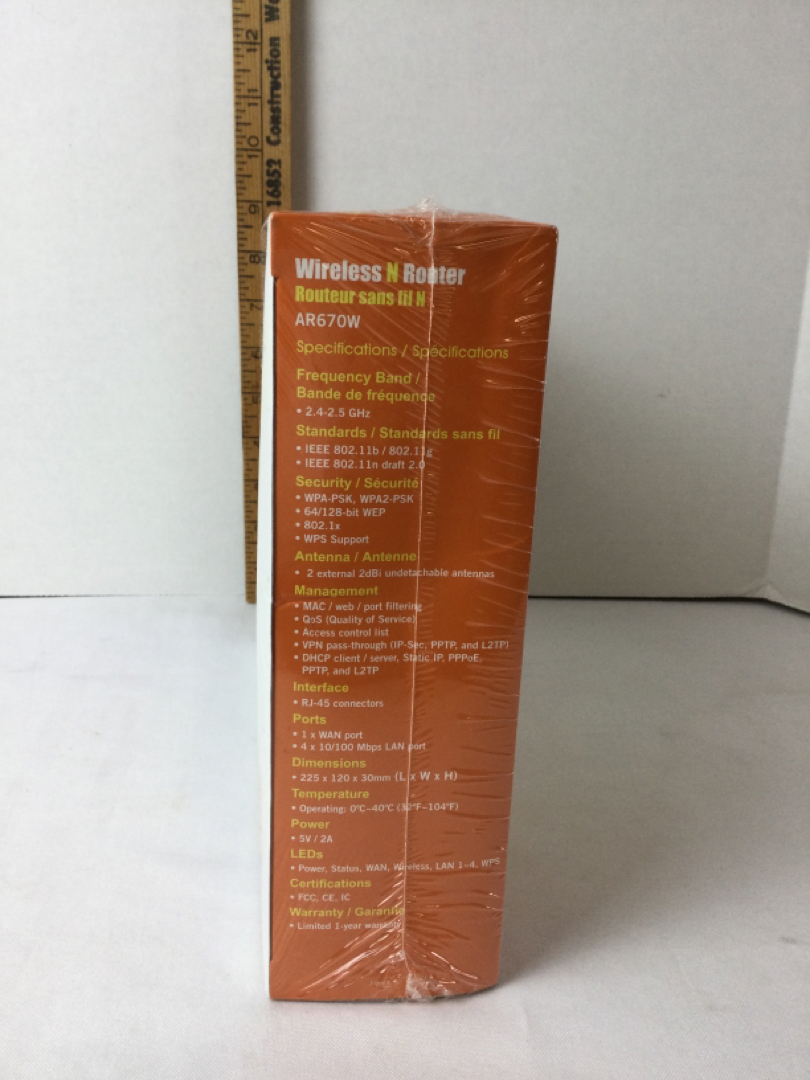 12
10
9
8
16852 Construction
Wireless N Router
Routeur sans fil N
AR670W
Specifications / Spécifications
Frequency Band /
Bande de fréquence
• 2.4-2.5 GHz
Standards / Standards sans fil
• IEEE 802.11b / 802.11g
• IEEE 802.11n draft 2.0
Security / Sécurité
• WPA-PSK, WPA2-PSK
• 64/128-bit WEP
• 802.1x
• WPS Support
Antenna / Antenne
• 2 external 2dBi undetachable antennas
Management
• MAC / web / port filtering
• QoS (Quality of Service)
• Access control list
• VPN pass-through (IP-Sec, PPTP, and L2TP)
• DHCP client / server, Static IP, PPPoE,
PPTP, and L2TP
Interface
• RJ-45 connectors
Ports
• 1 x WAN port
• 4 x 10/100 Mbps LAN port
Dimensions
• 225 x 120 x 30mm (L x W x H)
Temperature
• Operating: 0°C~40°C (32°F~104°F)
Power
• 5V / 2A
LEDs
• Power, Status, WAN, Wireless, LAN 1~4, WPS
Certifications
• FCC, CE, IC
Warranty / Garantie
• Limited 1-year warranty